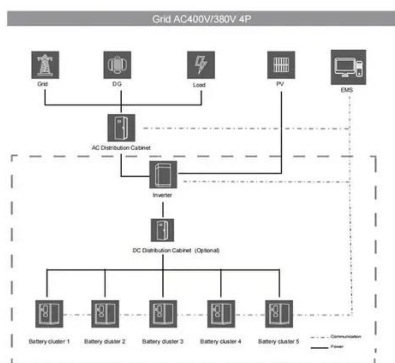 Grid AC400V/380V 4P
Grid
DG
Load
PV
EMS
AC Distribution Cabinet
Inverter
DC Distribution Cabinet (Optional)
Battery cluster 1
Battery cluster 2
Battery cluster 3
Battery cluster 4
Battery cluster 5
Communication
Power